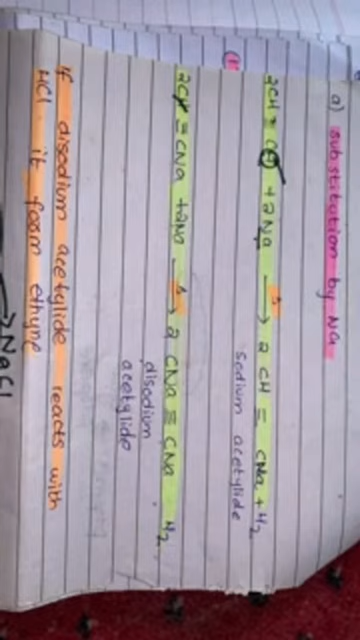 a) substitution by Na
2CH ≡ CH + 2Na ⟶ 2 CH ≡ CNa + H2
sodium acetylide
2CH ≡ CNa + 2Na ⟶ 2 CNa ≡ CNa H2
disodium
acetylide
If disodium acetylide reacts with
HCl it form ethyne
2NaCl